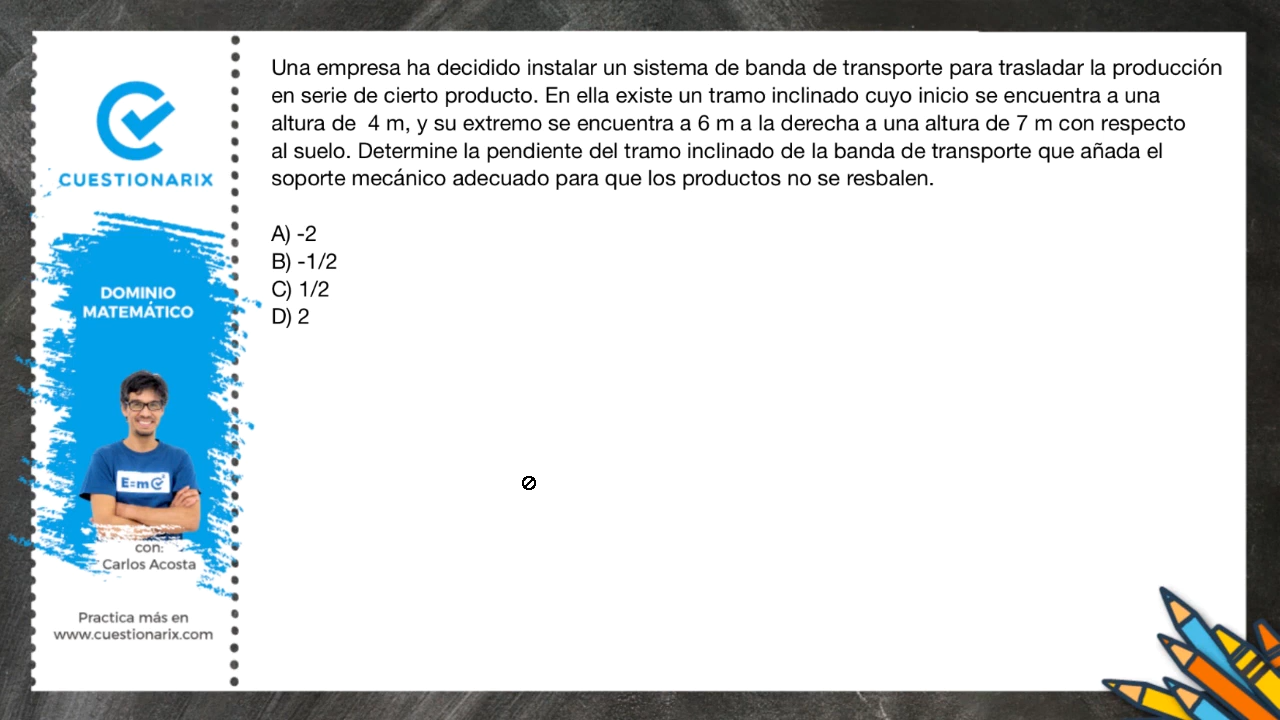 CUESTIONARIX
DOMINIO
MATEMÁTICO
E=m
con:
Carlos Acosta
Practica más en
www.cuestionarix.com
Una empresa ha decidido instalar un sistema de banda de transporte para trasladar la producción
en serie de cierto producto. En ella existe un tramo inclinado cuyo inicio se encuentra a una
altura de  4 m, y su extremo se encuentra a 6 m a la derecha a una altura de 7 m con respecto
al suelo. Determine la pendiente del tramo inclinado de la banda de transporte que añada el
soporte mecánico adecuado para que los productos no se resbalen.
A) -2
B) -1/2
C) 1/2
D) 2